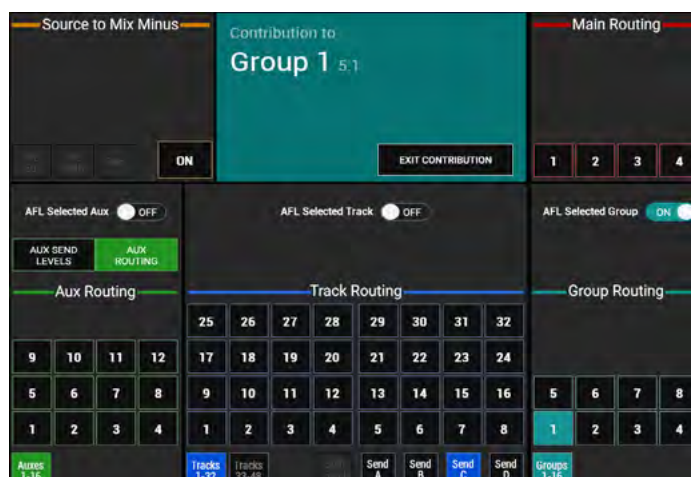 Source to Mix Minus
Contribution to
Group 1 5.1
Main Routing
ON
EXIT CONTRIBUTION
1 2 3 4
AFL Selected Aux OFF
AFL Selected Track OFF
AFL Selected Group ON
AUX SEND
LEVELS
AUX
ROUTING
Aux Routing
Track Routing
Group Routing
25 26 27 28 29 30 31 32
9 10 11 12
17 18 19 20 21 22 23 24
5 6 7 8
9 10 11 12 13 14 15 16
5 6 7 8
1 2 3 4
1 2 3 4 5 6 7 8
1 2 3 4
Auxes
1-16
Tracks
1-32
Tracks
33-48
Send
A
Send
B
Send
C
Send
D
Groups
1-16